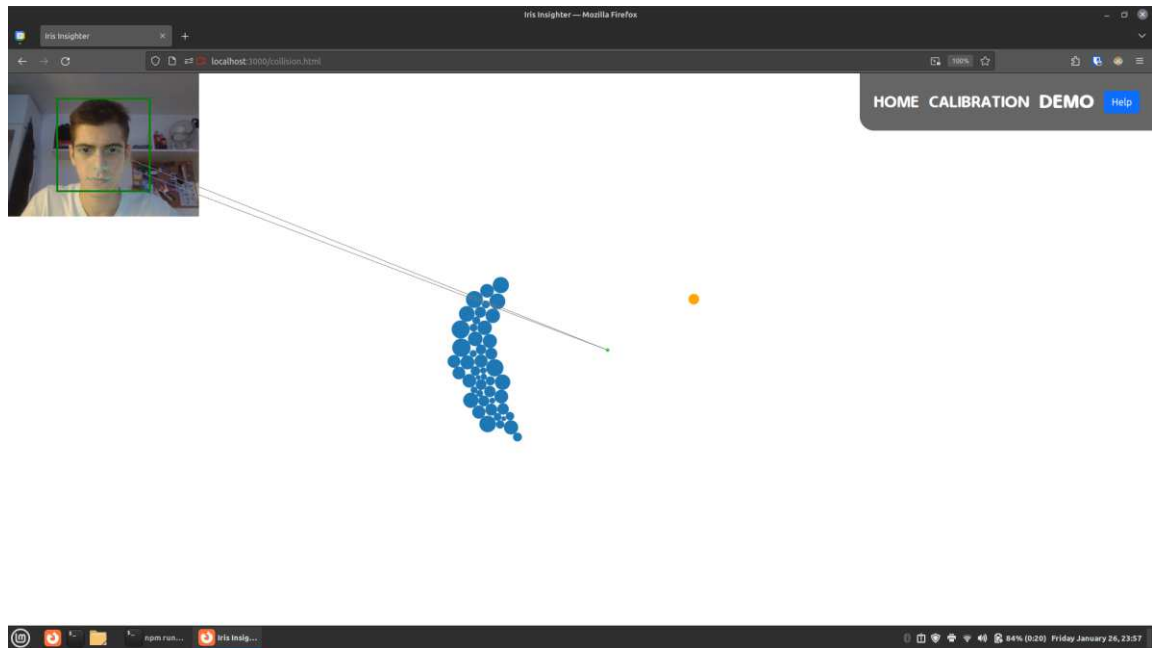 Iris Insighter — Mozilla Firefox
Iris Insighter
localhost:3000/collision.html
100%
HOME CALIBRATION DEMO Help
npm run...
Iris Insig...
84% (0:20) Friday January 26, 23:57